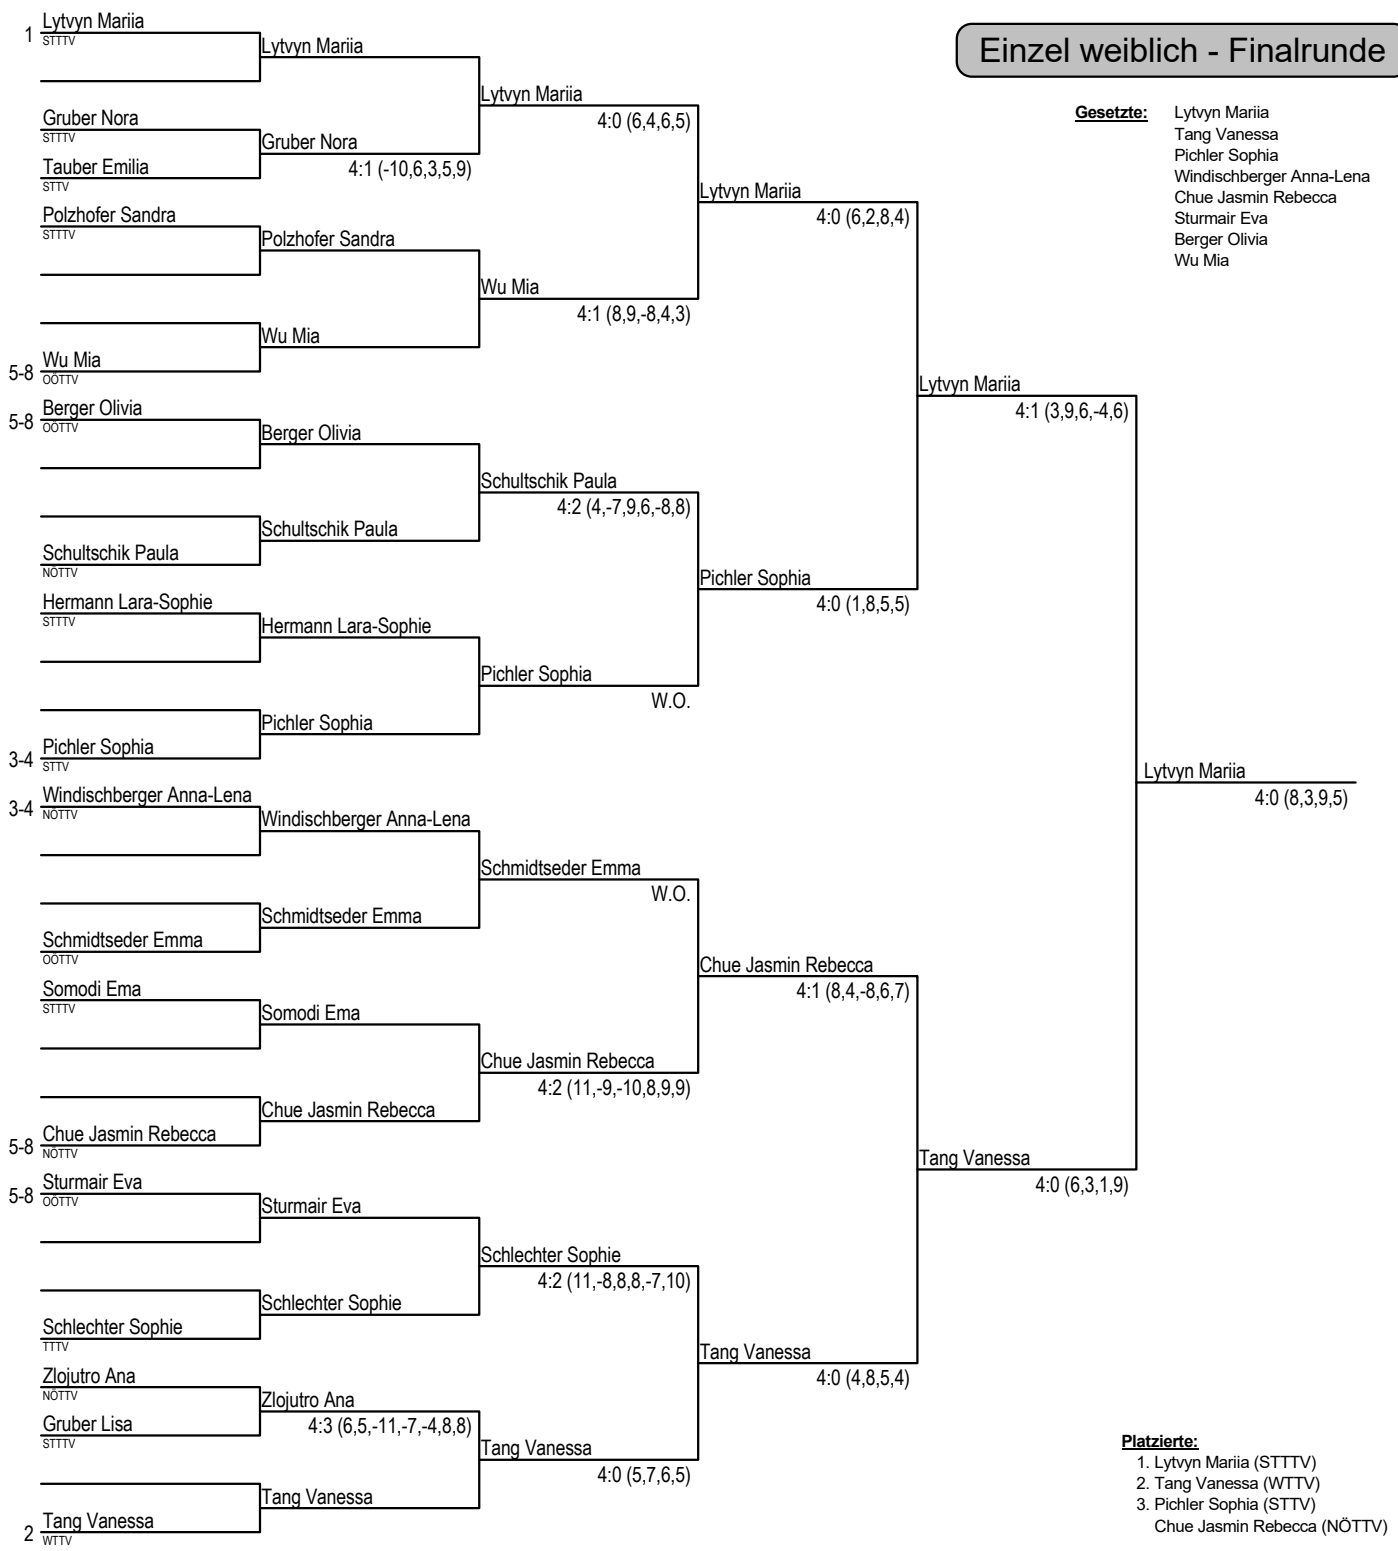 Einzel weiblich - Finalrunde
Gesetzte:
Lytvyn Mariia
Tang Vanessa
Pichler Sophia
Windischberger Anna-Lena
Chue Jasmin Rebecca
Sturmair Eva
Berger Olivia
Wu Mia
1 Lytvyn Mariia
STTTV
Gruber Nora
STTTV
Tauber Emilia
STTV
Polzhofer Sandra
STTTV
5-8 Wu Mia
OÖTTV
5-8 Berger Olivia
OÖTTV
Schultschik Paula
NÖTTV
Hermann Lara-Sophie
STTTV
3-4 Pichler Sophia
STTV
3-4 Windischberger Anna-Lena
NÖTTV
Schmidtseder Emma
OÖTTV
Somodi Ema
STTTV
5-8 Chue Jasmin Rebecca
NÖTTV
5-8 Sturmair Eva
OÖTTV
Schlechter Sophie
TTTV
Zlojutro Ana
NÖTTV
Gruber Lisa
STTTV
2 Tang Vanessa
WTTV
Lytvyn Mariia
Gruber Nora
4:1 (-10,6,3,5,9)
Polzhofer Sandra
Wu Mia
Berger Olivia
Schultschik Paula
Hermann Lara-Sophie
Pichler Sophia
Windischberger Anna-Lena
Schmidtseder Emma
Somodi Ema
Chue Jasmin Rebecca
Sturmair Eva
Schlechter Sophie
Zlojutro Ana
4:3 (6,5,-11,-7,-4,8,8)
Tang Vanessa
Lytvyn Mariia
4:0 (6,4,6,5)
Wu Mia
4:1 (8,9,-8,4,3)
Schultschik Paula
4:2 (4,-7,9,6,-8,8)
Pichler Sophia
W.O.
Schmidtseder Emma
W.O.
Chue Jasmin Rebecca
4:2 (11,-9,-10,8,9,9)
Schlechter Sophie
4:2 (11,-8,8,8,-7,10)
Tang Vanessa
4:0 (5,7,6,5)
Lytvyn Mariia
4:0 (6,2,8,4)
Pichler Sophia
4:0 (1,8,5,5)
Chue Jasmin Rebecca
4:1 (8,4,-8,6,7)
Tang Vanessa
4:0 (4,8,5,4)
Lytvyn Mariia
4:1 (3,9,6,-4,6)
Tang Vanessa
4:0 (6,3,1,9)
Lytvyn Mariia
4:0 (8,3,9,5)
Platzierte:
1. Lytvyn Mariia (STTTV)
2. Tang Vanessa (WTTV)
3. Pichler Sophia (STTV)
Chue Jasmin Rebecca (NÖTTV)